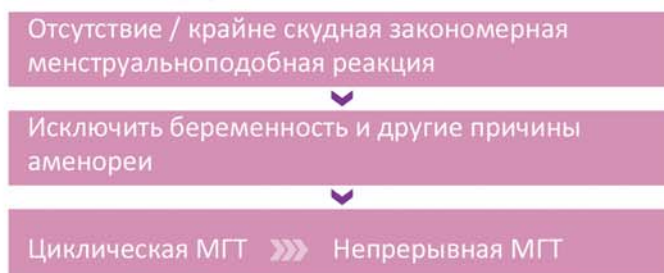 Отсутствие / крайне скудная закономерная
менструальноподобная реакция
Исключить беременность и другие причины
аменореи
Циклическая МГТ Непрерывная МГТ